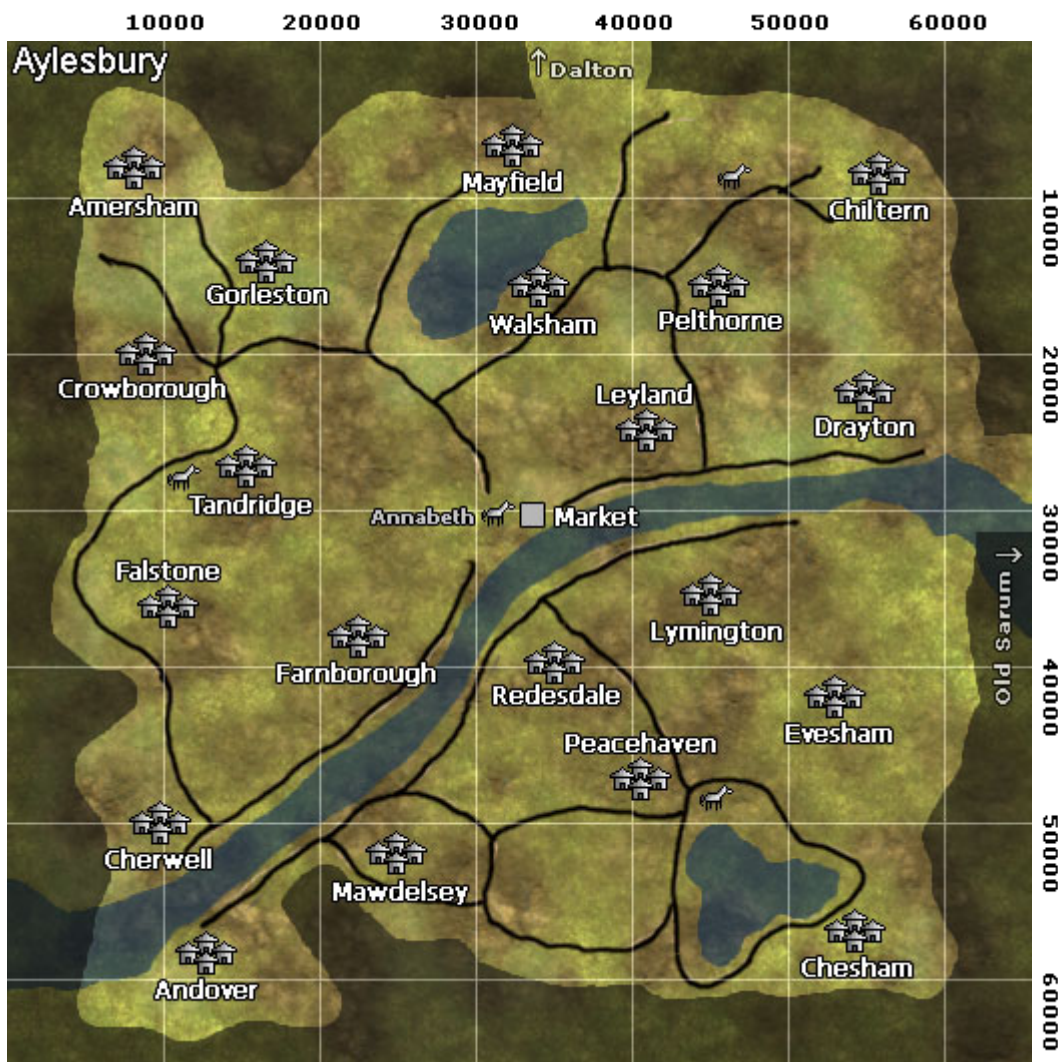 10000 20000 30000 40000 50000 60000
Aylesbury
↑Dalton
Amersham
Mayfield
Chiltern
10000
Gorleston
Walsham
Pelthorne
20000
Crowborough
Leyland
Drayton
Tandridge
Annabeth
Market
30000
Falstone
Lymington
Old Sarum →
Farnborough
40000
Redesdale
Evesham
Peacehaven
50000
Cherwell
Mawdelsey
Chesham
Andover
60000